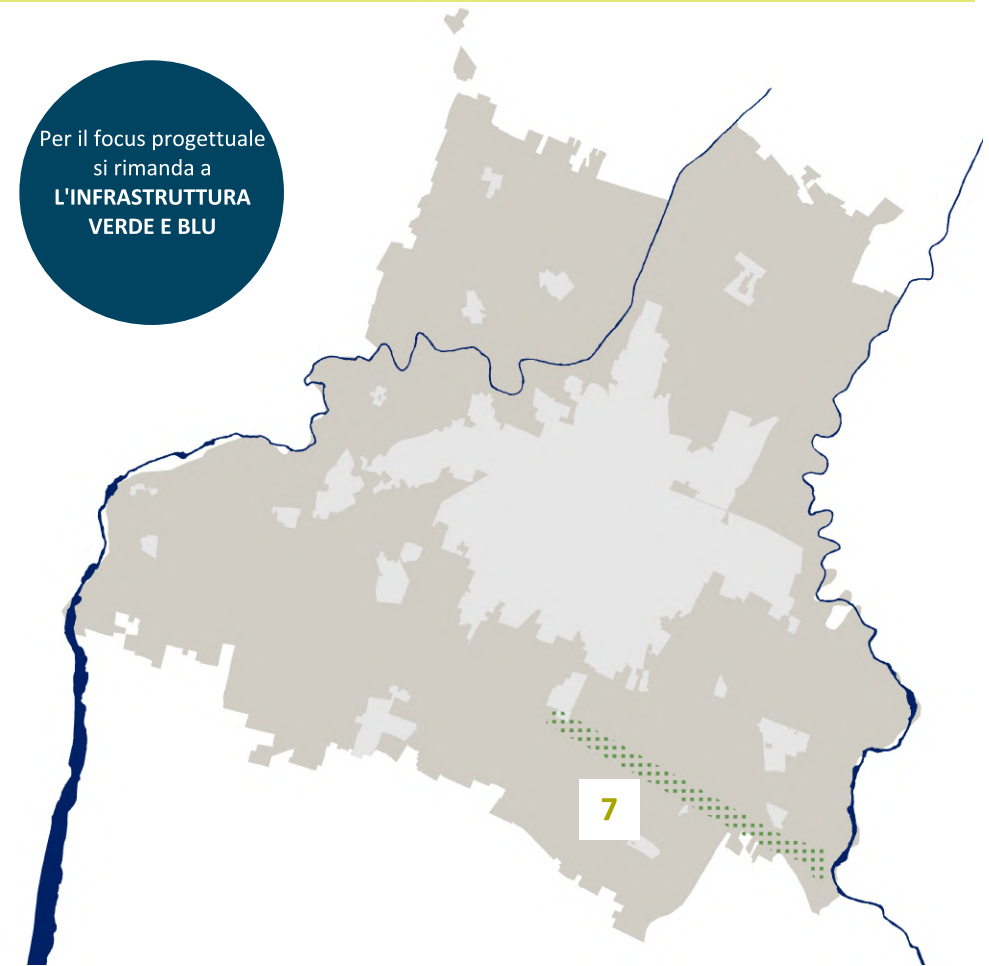 Per il focus progettuale
si rimanda a
L'INFRASTRUTTURA
VERDE E BLU
7